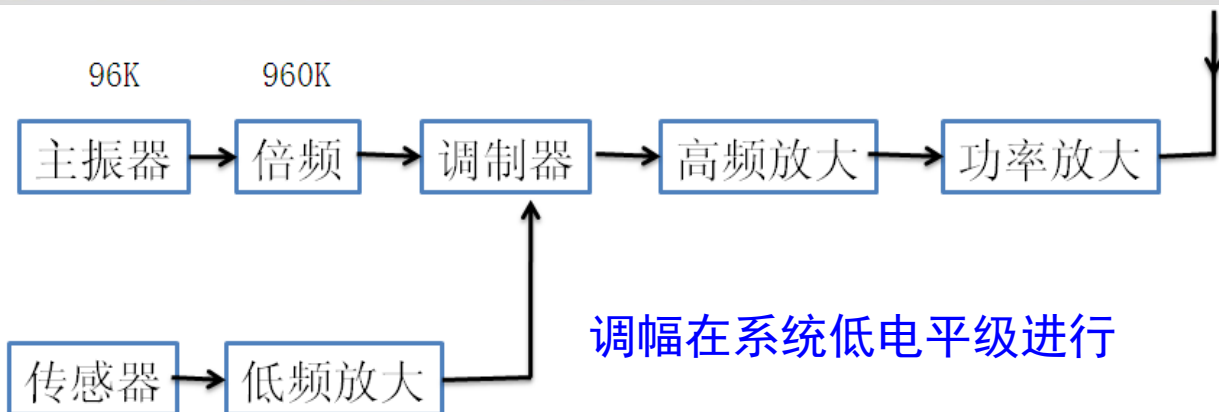 96K
960K
主振器
倍频
调制器
高频放大
功率放大
调幅在系统低电平级进行
传感器
低频放大